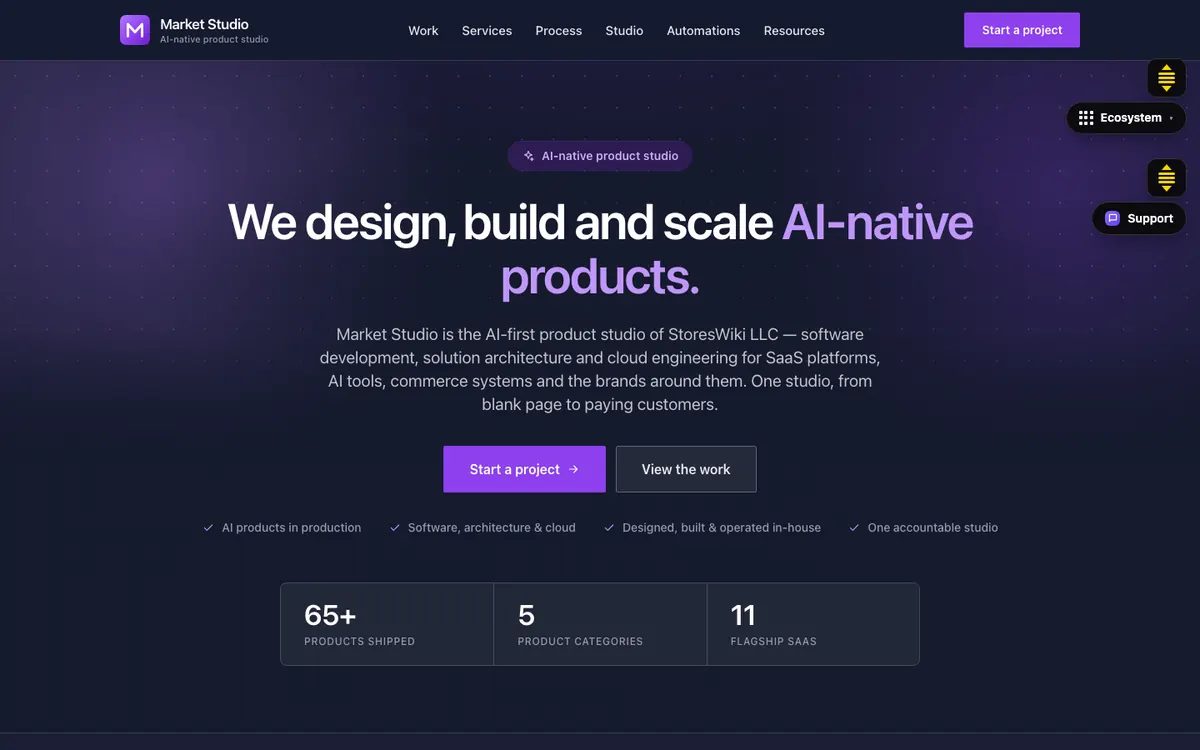 Market Studio
AI-native product studio
Work
Services
Process
Studio
Automations
Resources
Start a project
Ecosystem
Support
AI-native product studio
We design, build and scale AI-native
products.
Market Studio is the AI-first product studio of StoresWiki LLC — software
development, solution architecture and cloud engineering for SaaS platforms,
AI tools, commerce systems and the brands around them. One studio, from
blank page to paying customers.
Start a project →
View the work
AI products in production
Software, architecture & cloud
Designed, built & operated in-house
One accountable studio
65+
PRODUCTS SHIPPED
5
PRODUCT CATEGORIES
11
FLAGSHIP SAAS